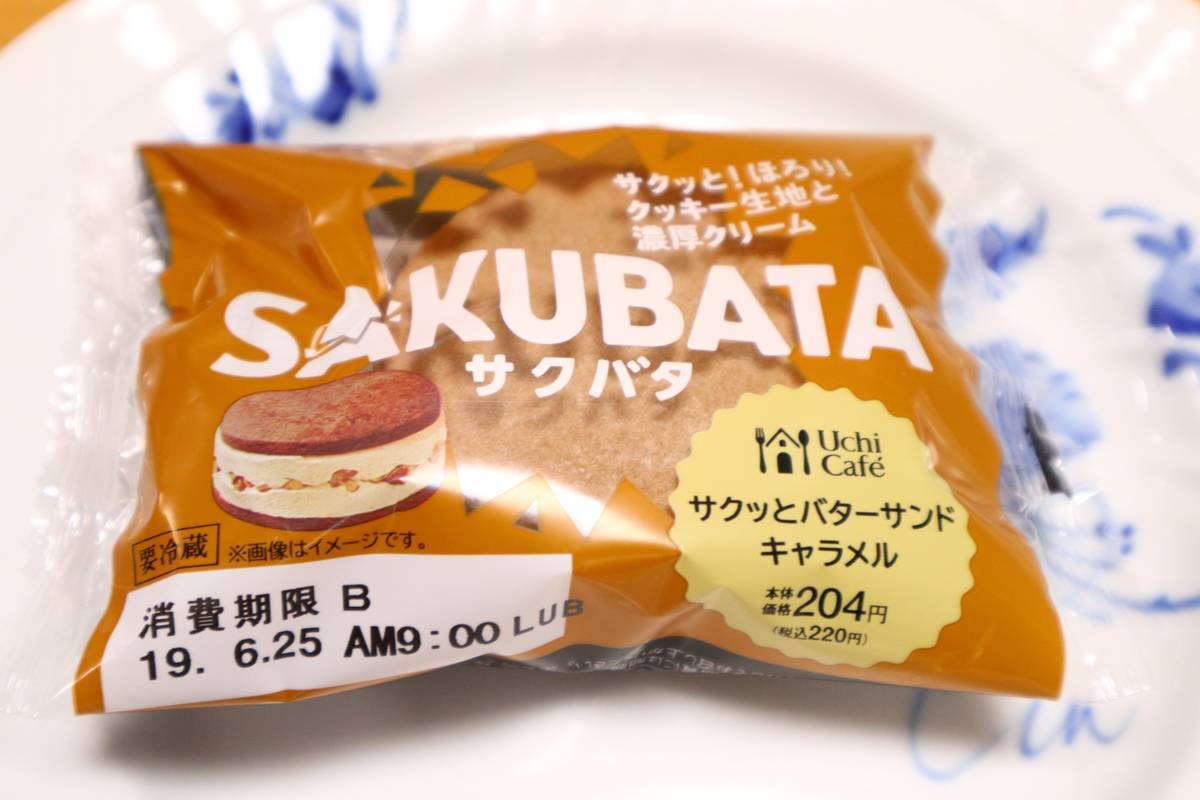 サクッと!ほろり!
クッキー生地と
濃厚クリーム
SAKUBATA
サクバタ
Uchi
Café
サクッとバターサンド
キャラメル
本体
価格204円
(税込220円)
要冷蔵
※画像はイメージです。
消費期限 B
19. 6.25 AM9:00 LUB